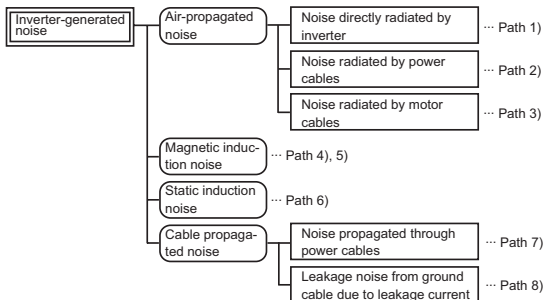 Inverter-generated
noise
Air-propagated
noise
Noise directly radiated by
inverter
··· Path 1)
Noise radiated by power
cables
··· Path 2)
Noise radiated by motor
cables
··· Path 3)
Magnetic induc-
tion noise
··· Path 4), 5)
Static induction
noise
··· Path 6)
Cable propaga-
ted noise
Noise propagated through
power cables
··· Path 7)
Leakage noise from ground
cable due to leakage current
··· Path 8)